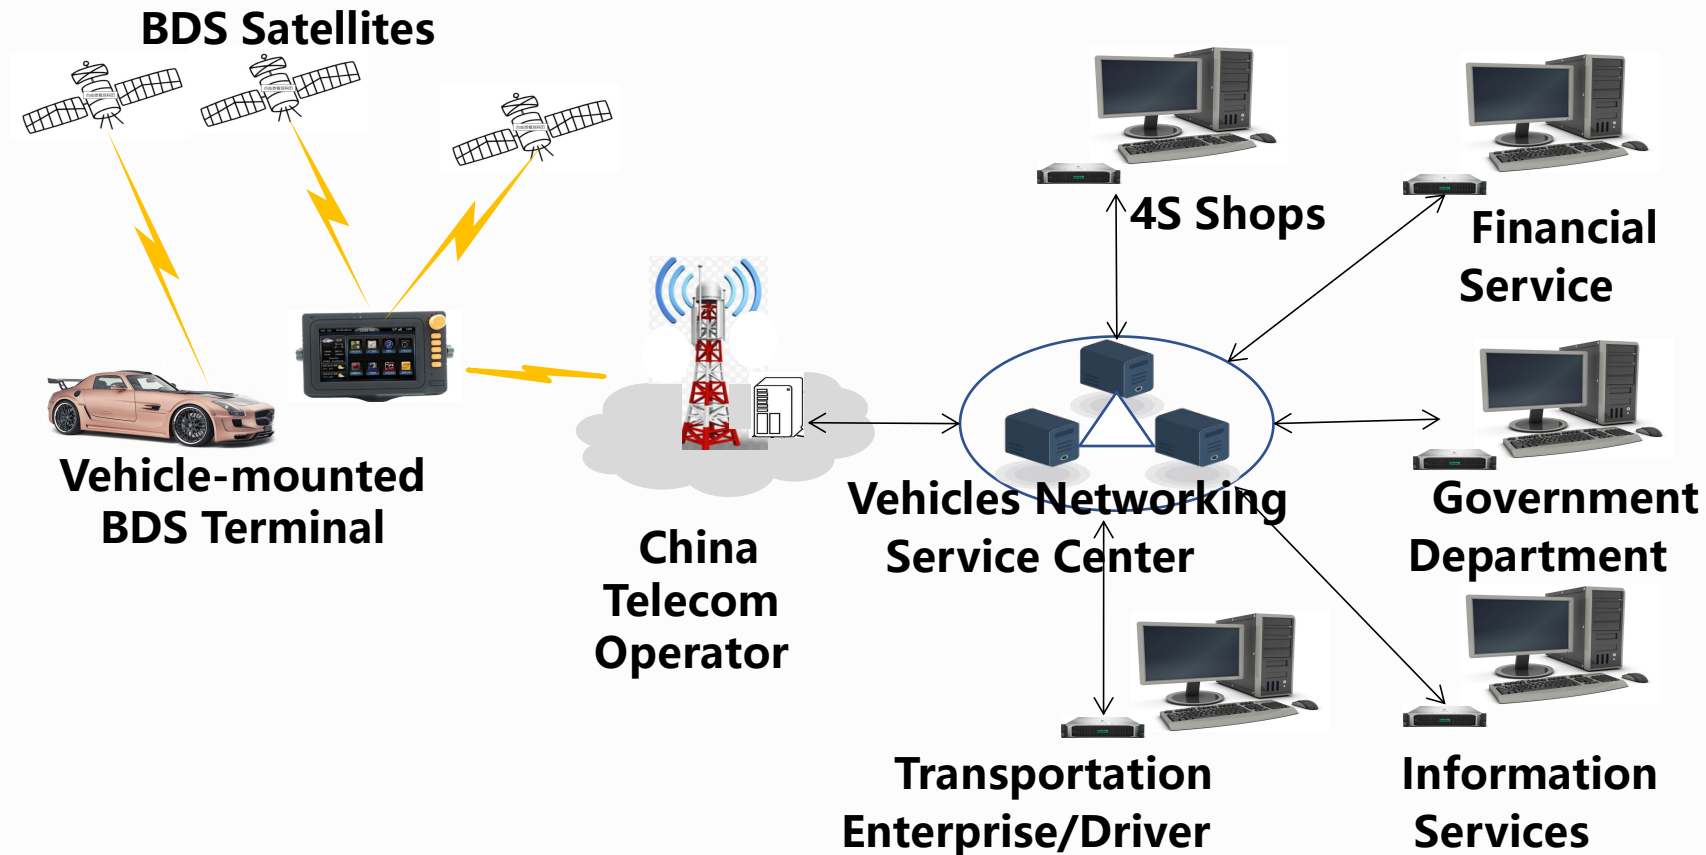 BDS Satellites
4S Shops
Financial
Service
Vehicle-mounted
BDS Terminal
China
Telecom
Operator
Vehicles Networking
Service Center
Government
Department
Transportation
Enterprise/Driver
Information
Services